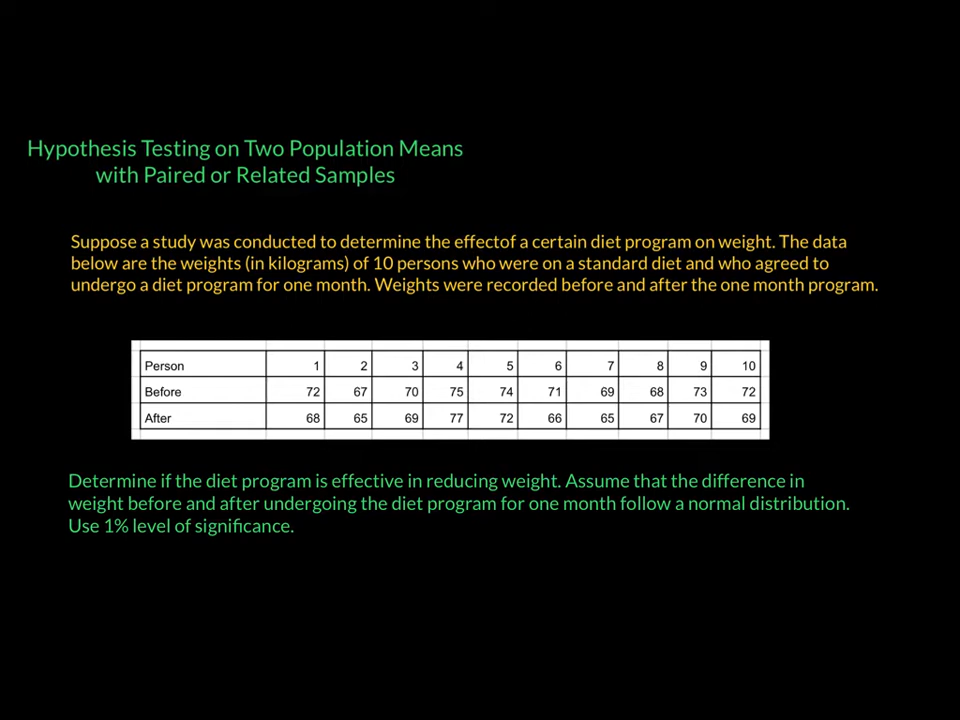 Hypothesis Testing on Two Population Means
with Paired or Related Samples
Suppose a study was conducted to determine the effectof a certain diet program on weight. The data
below are the weights (in kilograms) of 10 persons who were on a standard diet and who agreed to
undergo a diet program for one month. Weights were recorded before and after the one month program.
Person 1 2 3 4 5 6 7 8 9 10
Before 72 67 70 75 74 71 69 68 73 72
After 68 65 69 77 72 66 65 67 70 69
Determine if the diet program is effective in reducing weight. Assume that the difference in
weight before and after undergoing the diet program for one month follow a normal distribution.
Use 1% level of significance.